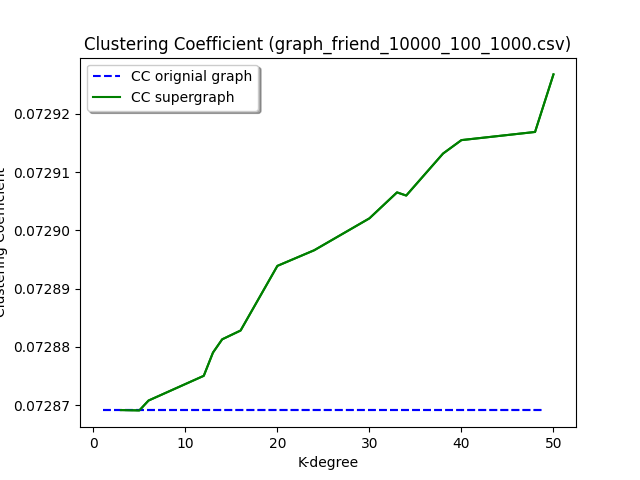 Clustering Coefficient (graph_friend_10000_100_1000.csv)
CC orignial graph
CC supergraph
0.07292
0.07291
0.07290
0.07289
0.07288
0.07287
Clustering Coefficient
0 10 20 30 40 50
K-degree